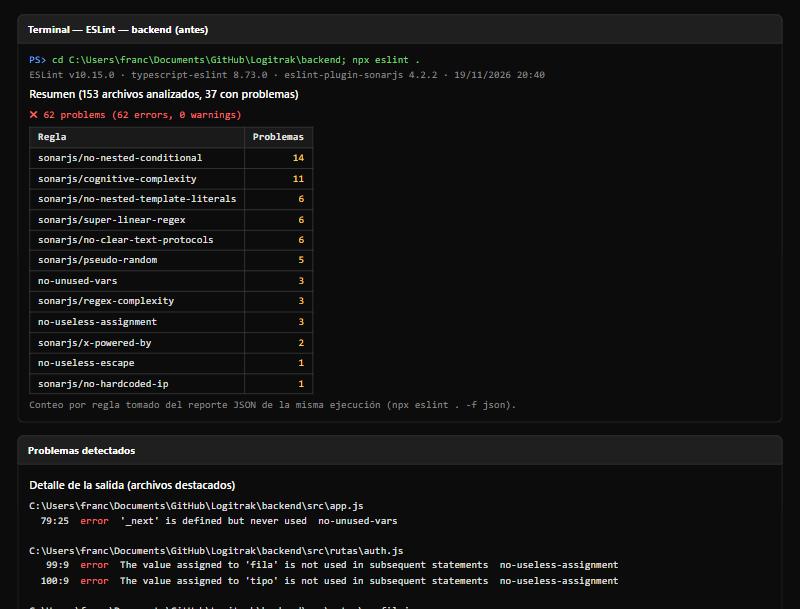 Terminal — ESLint — backend (antes)
PS> cd C:\Users\franc\Documents\GitHub\Logitrak\backend; npx eslint .
ESLint v10.15.0 · typescript-eslint 8.73.0 · eslint-plugin-sonarjs 4.2.2 · 19/11/2026 20:40
Resumen (153 archivos analizados, 37 con problemas)
❌ 62 problems (62 errors, 0 warnings)
Regla Problemas
sonarjs/no-nested-conditional 14
sonarjs/cognitive-complexity 11
sonarjs/no-nested-template-literals 6
sonarjs/super-linear-regex 6
sonarjs/no-clear-text-protocols 6
sonarjs/pseudo-random 5
no-unused-vars 3
sonarjs/regex-complexity 3
no-useless-assignment 3
sonarjs/x-powered-by 2
no-useless-escape 1
sonarjs/no-hardcoded-ip 1
Conteo por regla tomado del reporte JSON de la misma ejecución (npx eslint . -f json).
Problemas detectados
Detalle de la salida (archivos destacados)
C:\Users\franc\Documents\GitHub\Logitrak\backend\src\app.js
79:25 error '_next' is defined but never used no-unused-vars
C:\Users\franc\Documents\GitHub\Logitrak\backend\src\rutas\auth.js
99:9 error The value assigned to 'fila' is not used in subsequent statements no-useless-assignment
100:9 error The value assigned to 'tipo' is not used in subsequent statements no-useless-assignment